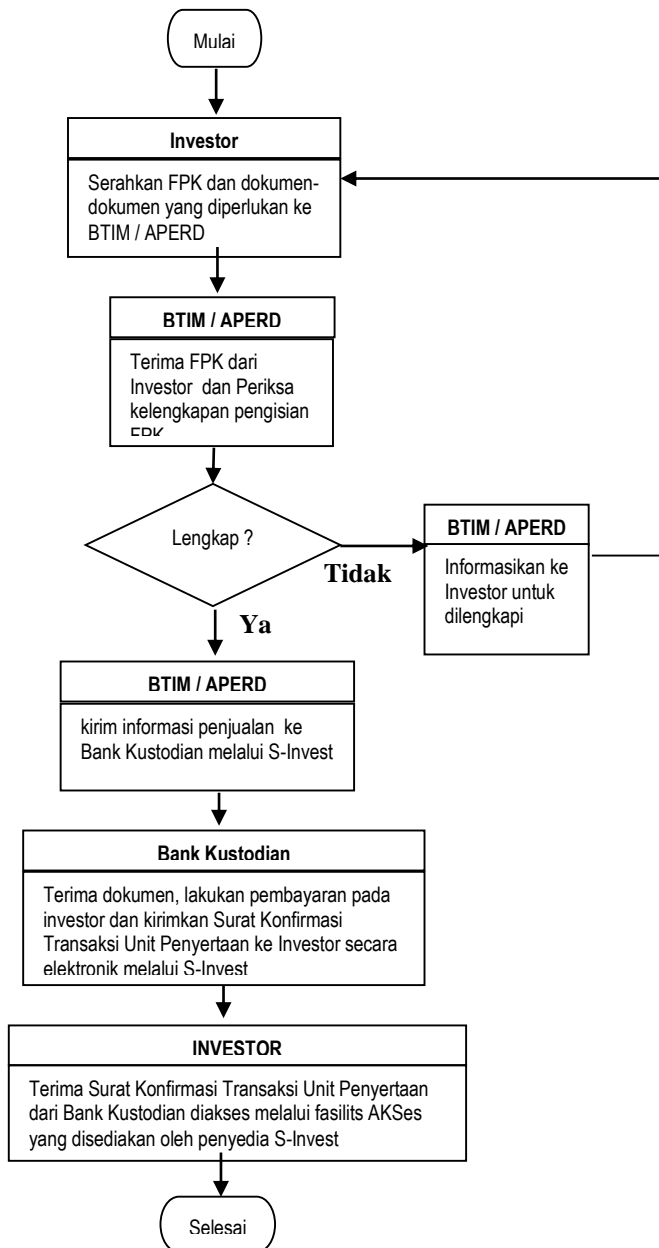 Mulai
Investor
Serahkan FPK dan dokumen-
dokumen yang diperlukan ke
BTIM / APERD
BTIM / APERD
Terima FPK dari
Investor dan Periksa
kelengkapan pengisian
FPK
Lengkap ?
Tidak
BTIM / APERD
Informasikan ke
Investor untuk
dilengkapi
Ya
BTIM / APERD
kirim informasi penjualan ke
Bank Kustodian melalui S-Invest
Bank Kustodian
Terima dokumen, lakukan pembayaran pada
investor dan kirimkan Surat Konfirmasi
Transaksi Unit Penyertaan ke Investor secara
elektronik melalui S-Invest
INVESTOR
Terima Surat Konfirmasi Transaksi Unit Penyertaan
dari Bank Kustodian diakses melalui fasilits AKSes
yang disediakan oleh penyedia S-Invest
Selesai